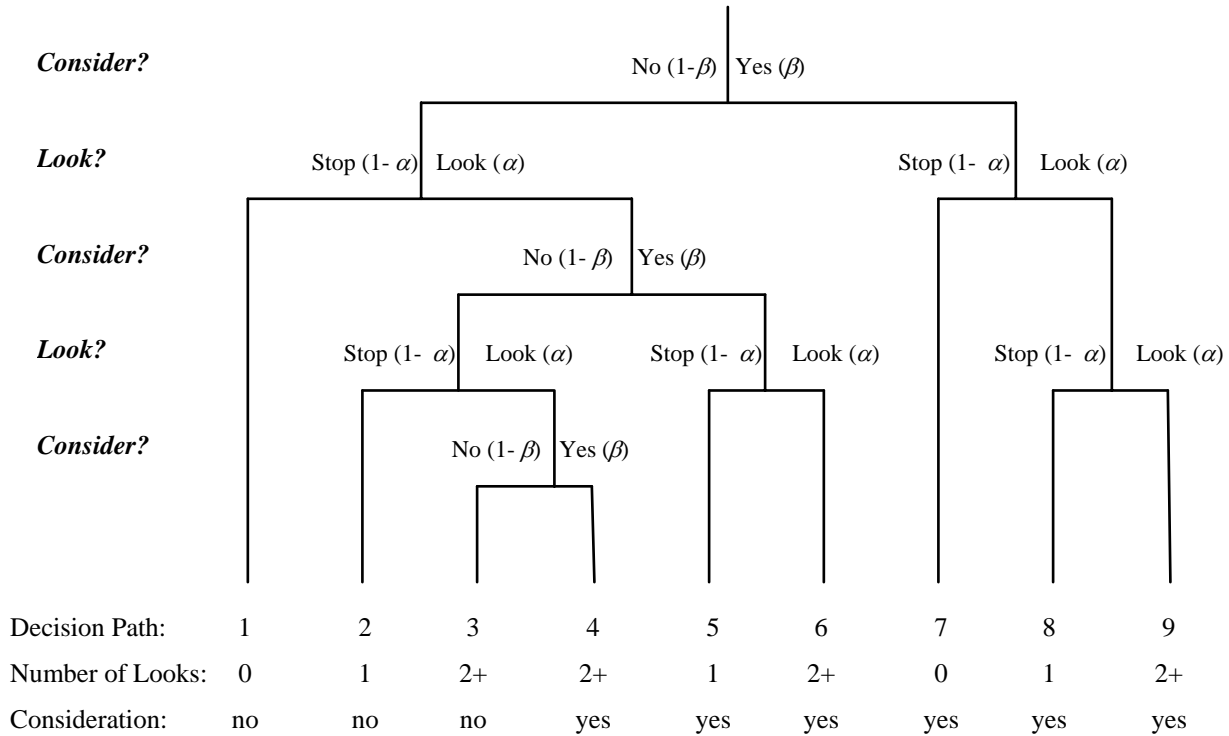 Consider?
No (1-β) Yes (β)
Look?
Stop (1- α) Look (α) Stop (1- α) Look (α)
Consider?
No (1- β) Yes (β)
Look?
Stop (1- α) Look (α) Stop (1- α) Look (α) Stop (1- α) Look (α)
Consider?
No (1- β) Yes (β)
Decision Path: 1 2 3 4 5 6 7 8 9
Number of Looks: 0 1 2+ 2+ 1 2+ 0 1 2+
Consideration: no no no yes yes yes yes yes yes